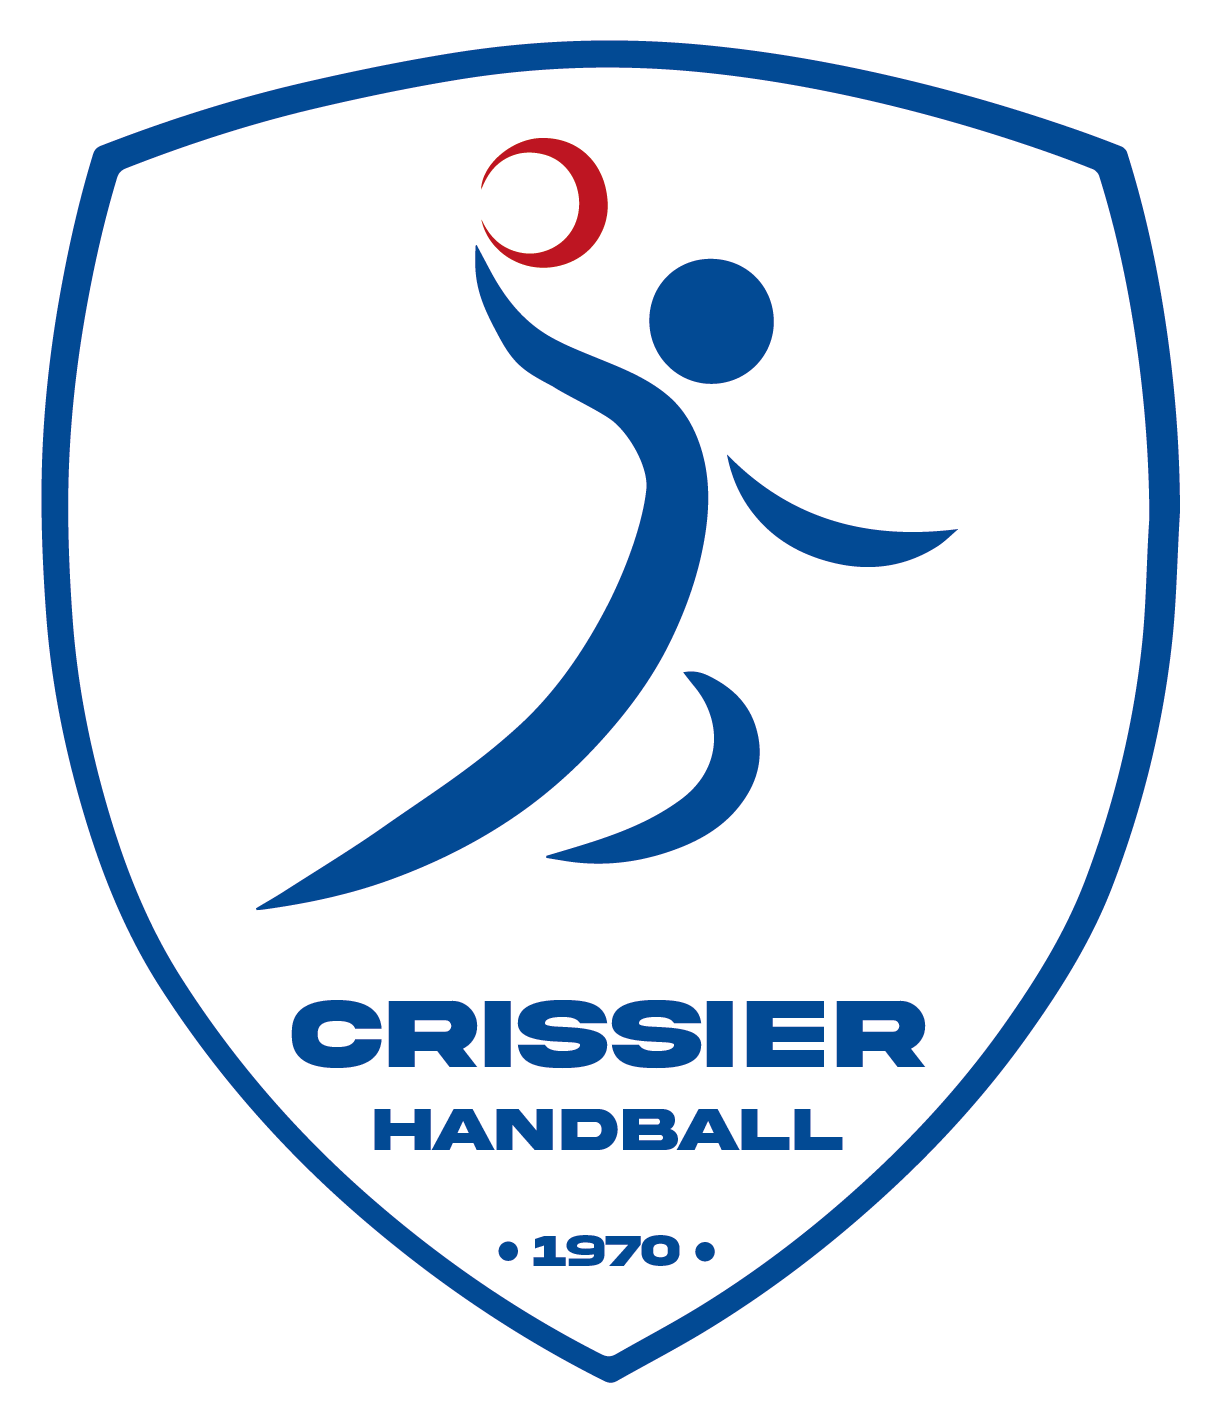 CRISSIER
HANDBALL
• 1970 •